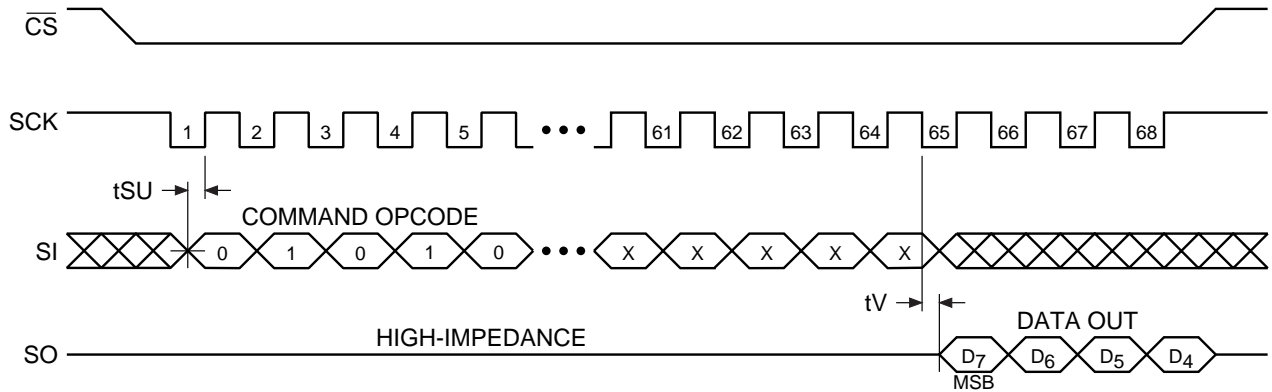 CS
SCK 1 2 3 4 5 ••• 61 62 63 64 65 66 67 68
tSU
COMMAND OPCODE
SI 0 1 0 1 0 ••• X X X X X
tV
HIGH-IMPEDANCE DATA OUT
SO D7 D6 D5 D4
MSB